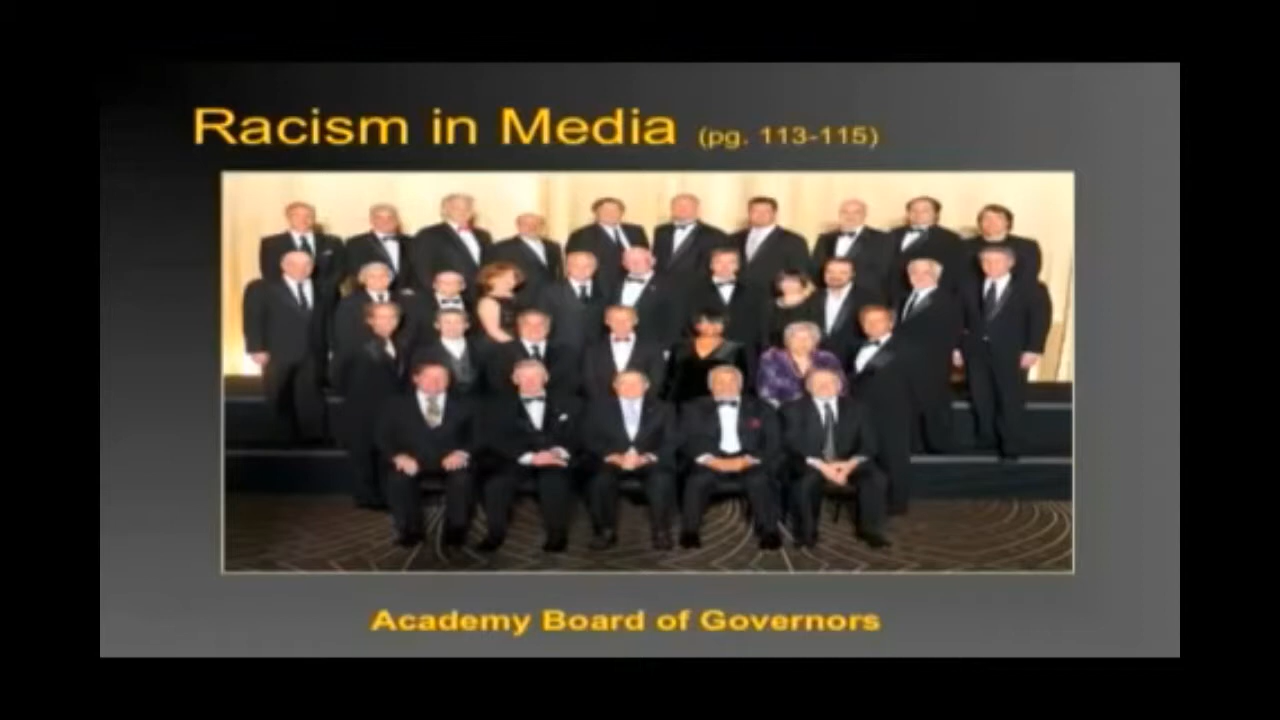 Racism in Media (pg. 113-115)
Academy Board of Governors